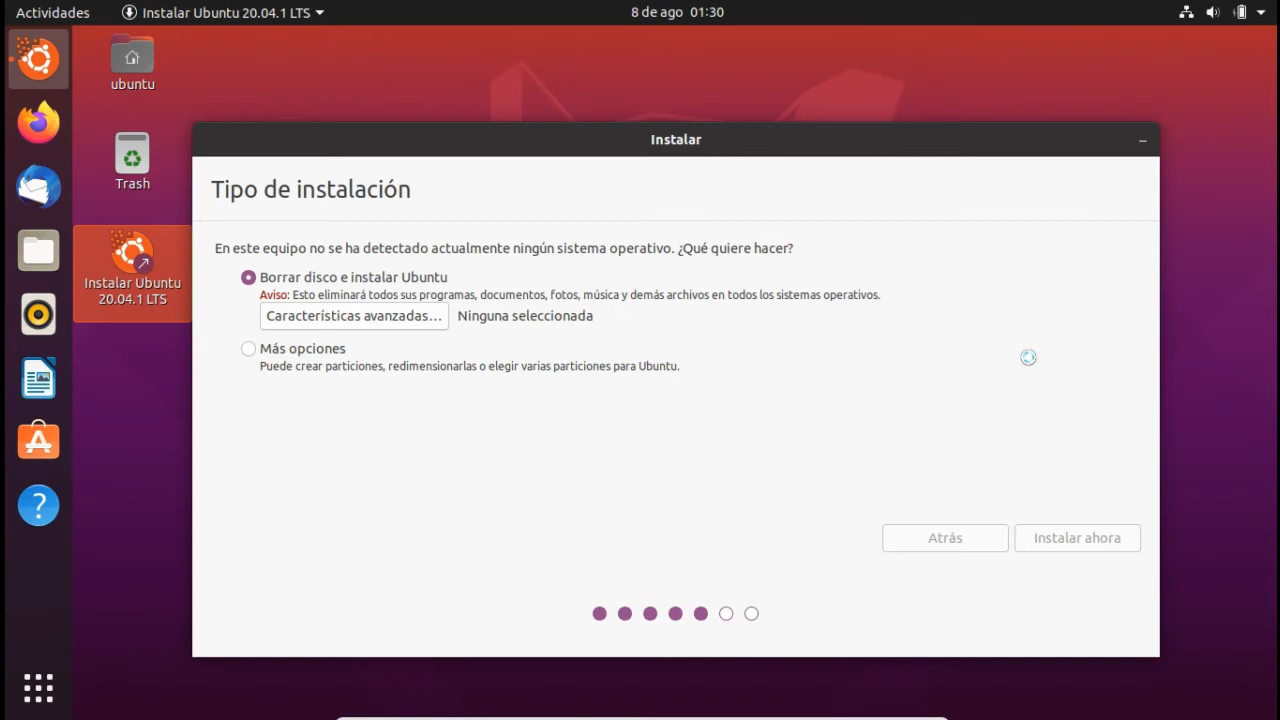 Actividades
Instalar Ubuntu 20.04.1 LTS
8 de ago 01:30
ubuntu
Trash
Instalar Ubuntu
20.04.1 LTS
Instalar
Tipo de instalación
En este equipo no se ha detectado actualmente ningún sistema operativo. ¿Qué quiere hacer?
Borrar disco e instalar Ubuntu
Aviso: Esto eliminará todos sus programas, documentos, fotos, música y demás archivos en todos los sistemas operativos.
Características avanzadas... Ninguna seleccionada
Más opciones
Puede crear particiones, redimensionarlas o elegir varias particiones para Ubuntu.
Atrás
Instalar ahora